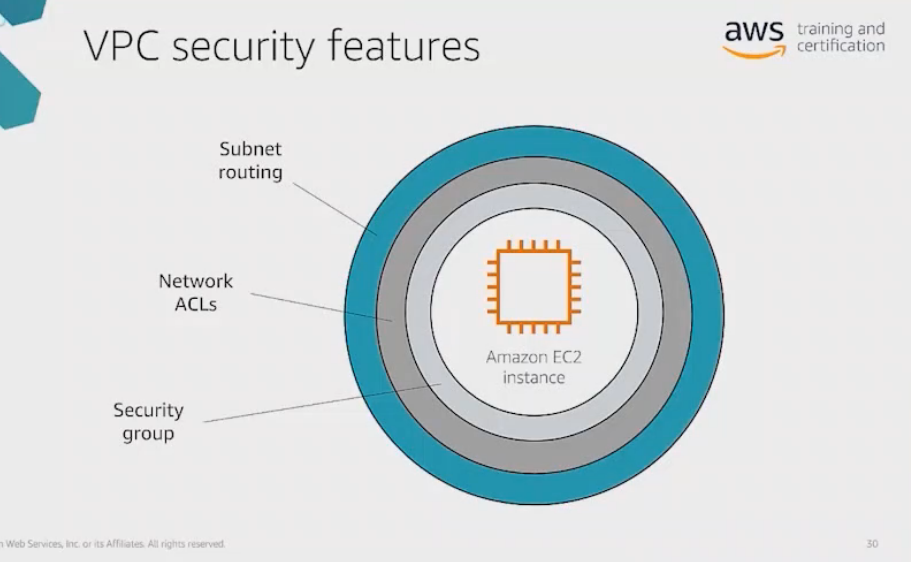 VPC security features
aws training and
certification
Subnet
routing
Network
ACLs
Security
group
Amazon EC2
instance
Web Services, Inc. or its Affiliates. All rights reserved.
30